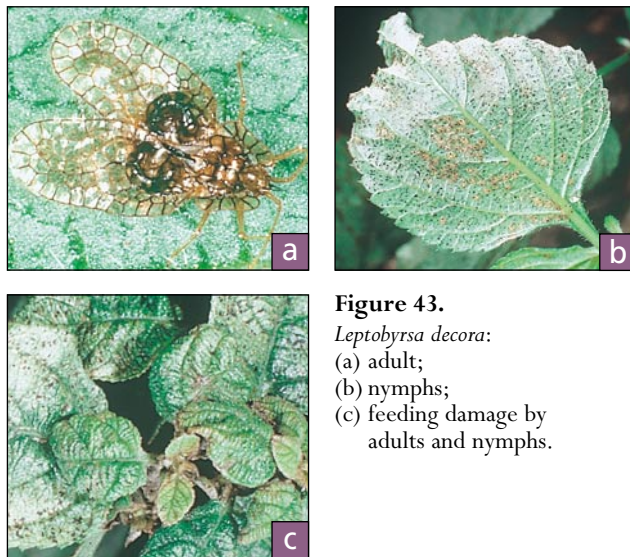 a
b
Figure 43.
Leptobyrsa decora:
(a) adult;
(b) nymphs;
(c) feeding damage by
adults and nymphs.
c